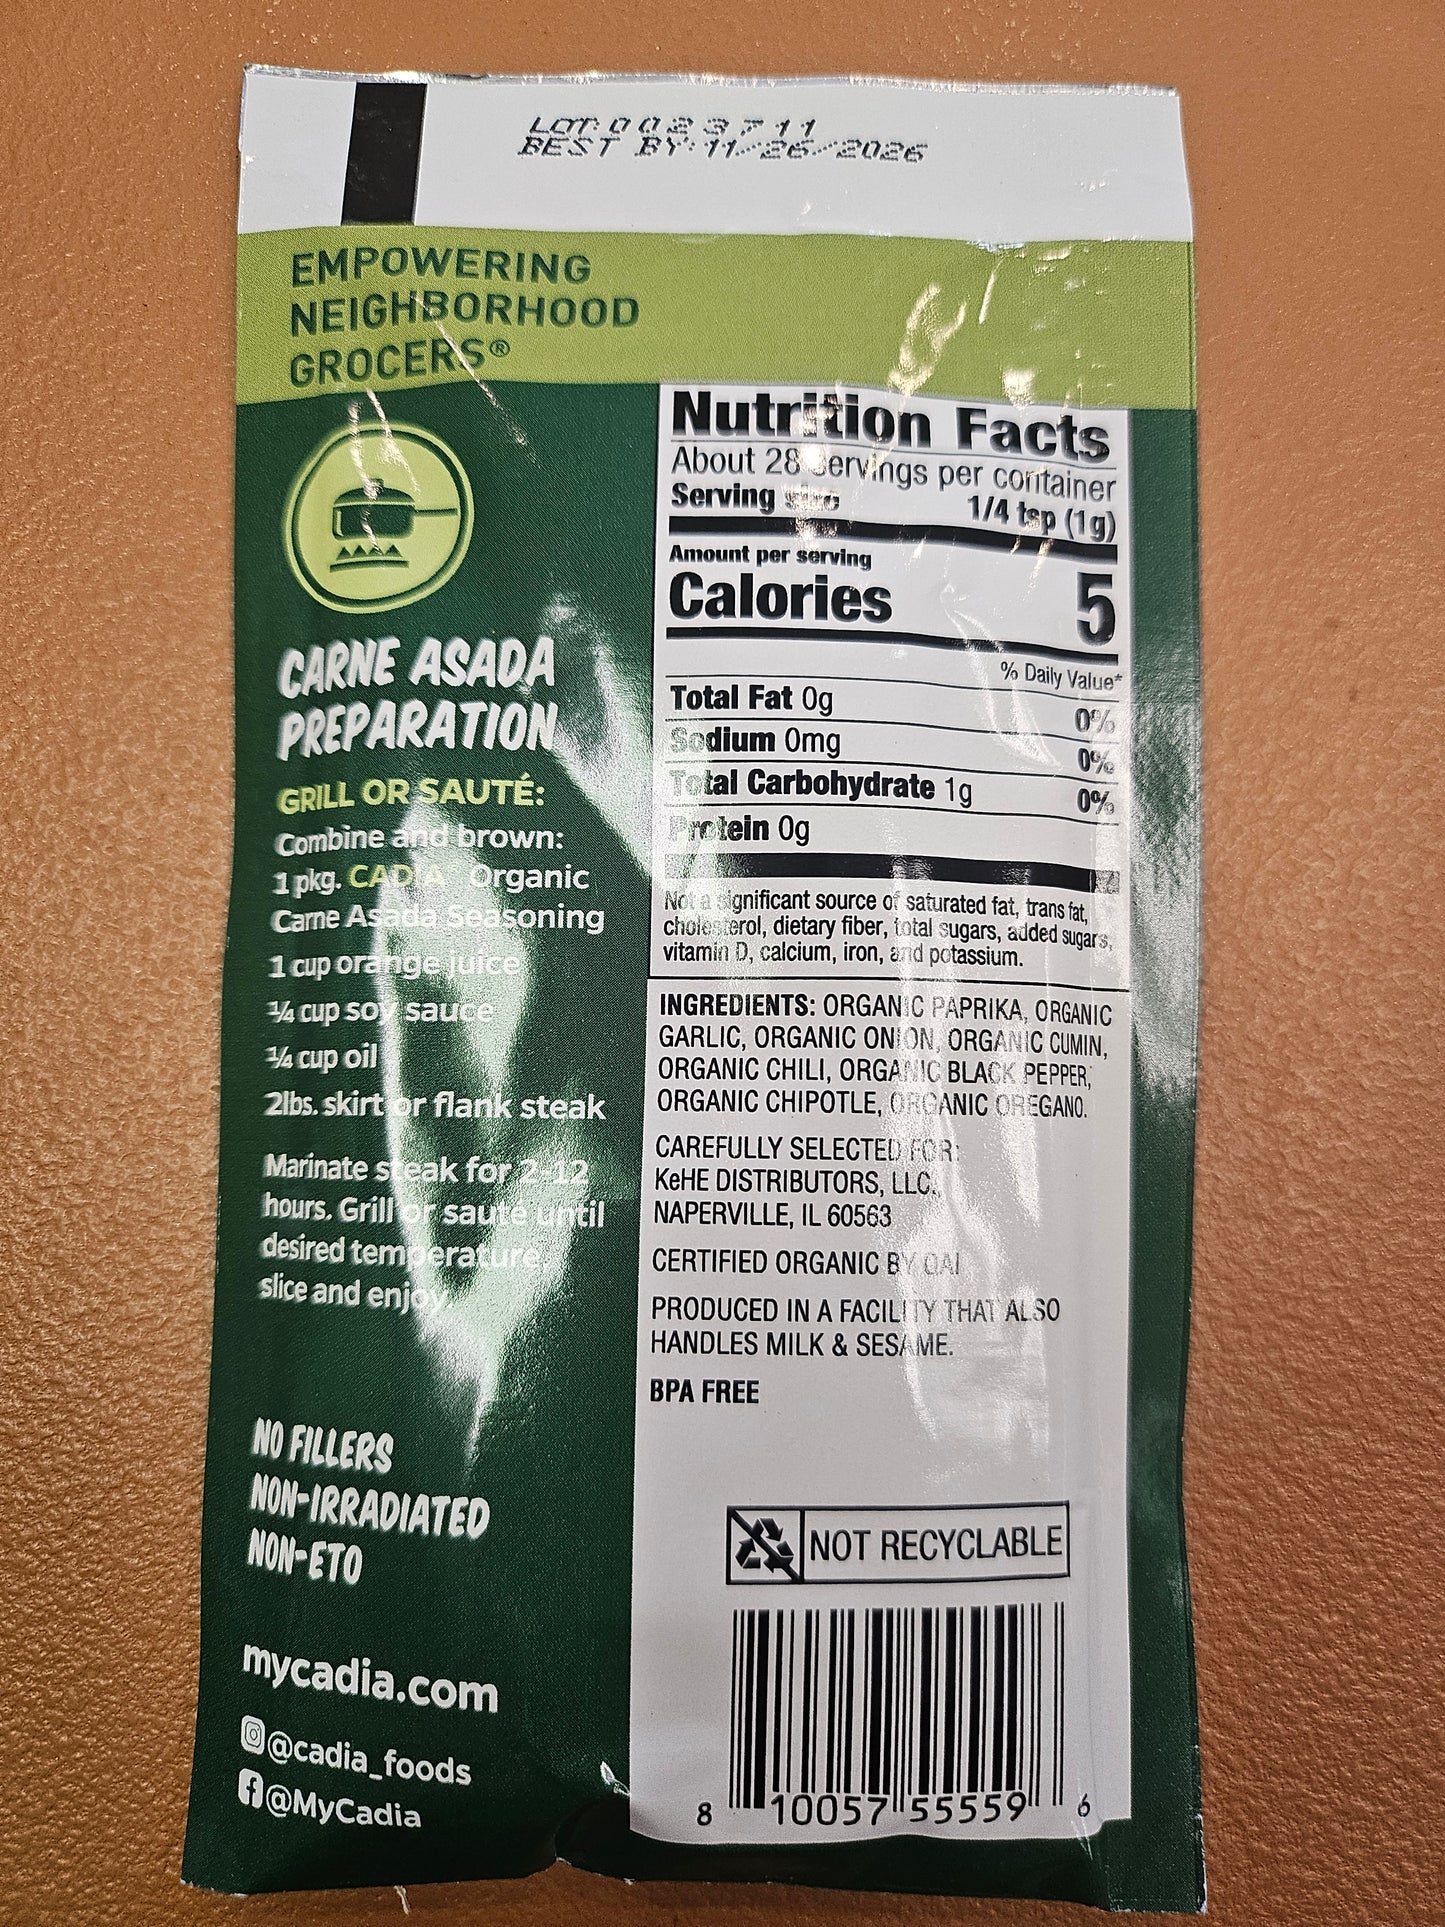 LOT: 0023711
BEST BY: 11/26/2026
EMPOWERING
NEIGHBORHOOD
GROCERS®
CARNE ASADA
PREPARATION
GRILL OR SAUTÉ:
Combine and brown:
1 pkg. CADIA Organic
Carne Asada Seasoning
1 cup orange juice
1/4 cup soy sauce
1/4 cup oil
2lbs. skirt or flank steak
Marinate steak for 2-12
hours. Grill or sauté until
desired temperature,
slice and enjoy.
NO FILLERS
NON-IRRADIATED
NON-ETO
mycadia.com
@cadia_foods
@MyCadia
Nutrition Facts
About 28 servings per container
Serving size 1/4 tsp (1g)
Amount per serving
Calories 5
% Daily Value*
Total Fat 0g 0%
Sodium 0mg 0%
Total Carbohydrate 1g 0%
Protein 0g
Not a significant source of saturated fat, trans fat,
cholesterol, dietary fiber, total sugars, added sugars,
vitamin D, calcium, iron, and potassium.
INGREDIENTS: ORGANIC PAPRIKA, ORGANIC
GARLIC, ORGANIC ONION, ORGANIC CUMIN,
ORGANIC CHILI, ORGANIC BLACK PEPPER,
ORGANIC CHIPOTLE, ORGANIC OREGANO.
CAREFULLY SELECTED FOR:
KeHE DISTRIBUTORS, LLC.,
NAPERVILLE, IL 60563
CERTIFIED ORGANIC BY OAI
PRODUCED IN A FACILITY THAT ALSO
HANDLES MILK & SESAME.
BPA FREE
NOT RECYCLABLE
8 10057 55559 6